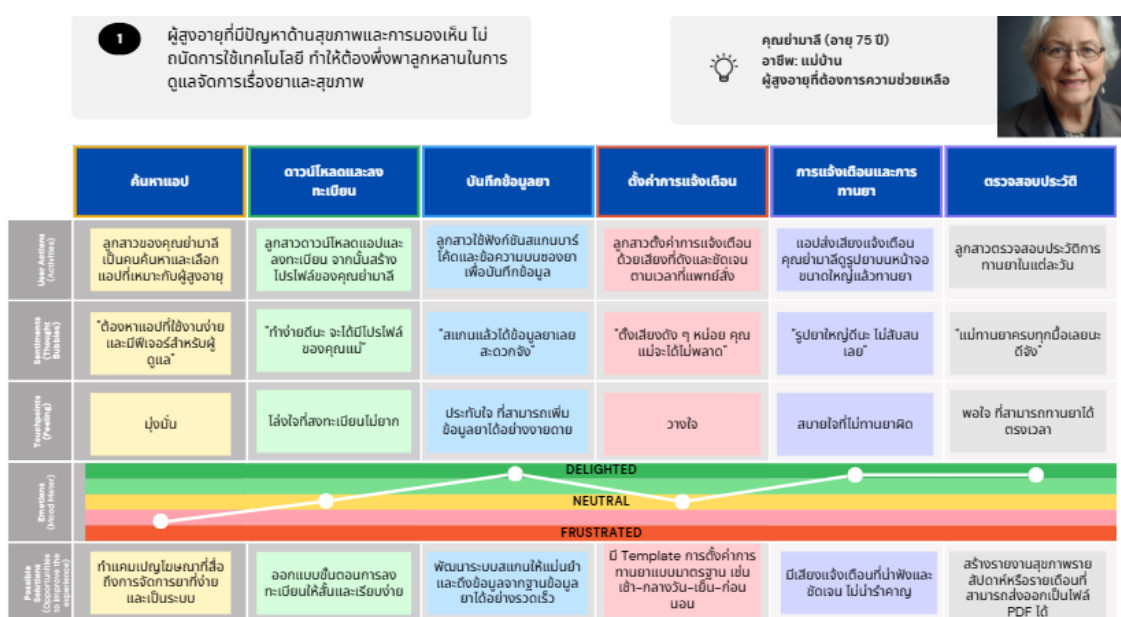 1
ผู้สูงอายุที่มีปัญหาด้านสุขภาพและการมองเห็น ไม่
ถนัดการใช้เทคโนโลยี ทำให้ต้องพึ่งพาลูกหลานในการ
ดูแลจัดการเรื่องยาและสุขภาพ
คุณย่ามาลี (อายุ 75 ปี)
อาชีพ: แม่บ้าน
ผู้สูงอายุที่ต้องการความช่วยเหลือ
ค้นหาแอป
ดาวน์โหลดและลง
ทะเบียน
บันทึกข้อมูลยา
ตั้งค่าการแจ้งเตือน
การแจ้งเตือนและการ
ทานยา
ตรวจสอบประวัติ
User Actions
(Activities)
ลูกสาวของคุณย่ามาลี
เป็นคนค้นหาและเลือก
แอปที่เหมาะกับผู้สูงอายุ
ลูกสาวดาวน์โหลดแอปและ
ลงทะเบียน จากนั้นสร้าง
โปรไฟล์ของคุณย่ามาลี
ลูกสาวใช้ฟังก์ชันสแกนบาร์
โค้ดและข้อความบนซองยา
เพื่อบันทึกข้อมูล
ลูกสาวตั้งค่าการแจ้งเตือน
ด้วยเสียงที่ดังและชัดเจน
ตามเวลาที่แพทย์สั่ง
แอปส่งเสียงแจ้งเตือน
คุณย่ามาลีดูรูปยาบนหน้าจอ
ขนาดใหญ่แล้วทานยา
ลูกสาวตรวจสอบประวัติการ
ทานยาในแต่ละวัน
Sentiments
(Thought
Bubbles)
"ต้องหาแอปที่ใช้งานง่าย
และมีฟีเจอร์สำหรับผู้
ดูแล"
"ทำง่ายดีนะ จะได้มีโปรไฟล์
ของคุณแม่"
"สแกนแล้วได้ข้อมูลยาเลย
สะดวกจัง"
"ตั้งเสียงดัง ๆ หน่อย คุณ
แม่จะได้ไม่พลาด"
"รูปยาใหญ่ดีนะ ไม่สับสน
เลย"
"แม่ทานยาครบทุกมื้อเลยนะ
ดีจัง"
Touchpoints
(Feeling)
มุ่งมั่น
โล่งใจที่ลงทะเบียนไม่ยาก
ประทับใจ ที่สามารถเพิ่ม
ข้อมูลยาได้อย่างงายดาย
วางใจ
สบายใจที่ไม่ทานยาผิด
พอใจ ที่สามารถทานยาได้
ตรงเวลา
Emotions
(Mood Meter)
DELIGHTED
NEUTRAL
FRUSTRATED
Possible
Solutions
(Opportunities
to improve the
experience)
ทำแคมเปญโฆษณาที่สื่อ
ถึงการจัดการยาที่ง่าย
และเป็นระบบ
ออกแบบขั้นตอนการลง
ทะเบียนให้สั้นและเรียบง่าย
พัฒนาระบบสแกนให้แม่นยำ
และดึงข้อมูลจากฐานข้อมูล
ยาได้อย่างรวดเร็ว
มี Template การตั้งค่าการ
ทานยาแบบมาตรฐาน เช่น
เช้า-กลางวัน-เย็น-ก่อน
นอน
มีเสียงแจ้งเตือนที่น่าฟังและ
ชัดเจน ไม่น่ารำคาญ
สร้างรายงานสุขภาพราย
สัปดาห์หรือรายเดือนที่
สามารถส่งออกเป็นไฟล์
PDF ได้